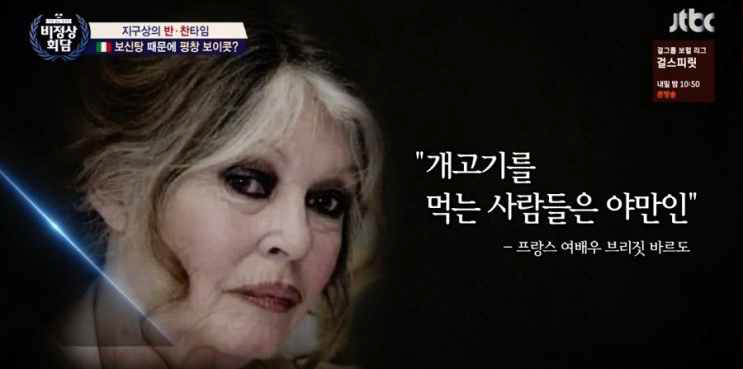 비정상
회담
지구상의 반·찬타임
보신탕 때문에 평창 보이콧?
jtbc
걸그룹 보컬 리그
걸스피릿
내일 밤 10:50
"개고기를
먹는 사람들은 야만인"
- 프랑스 여배우 브리짓 바르도